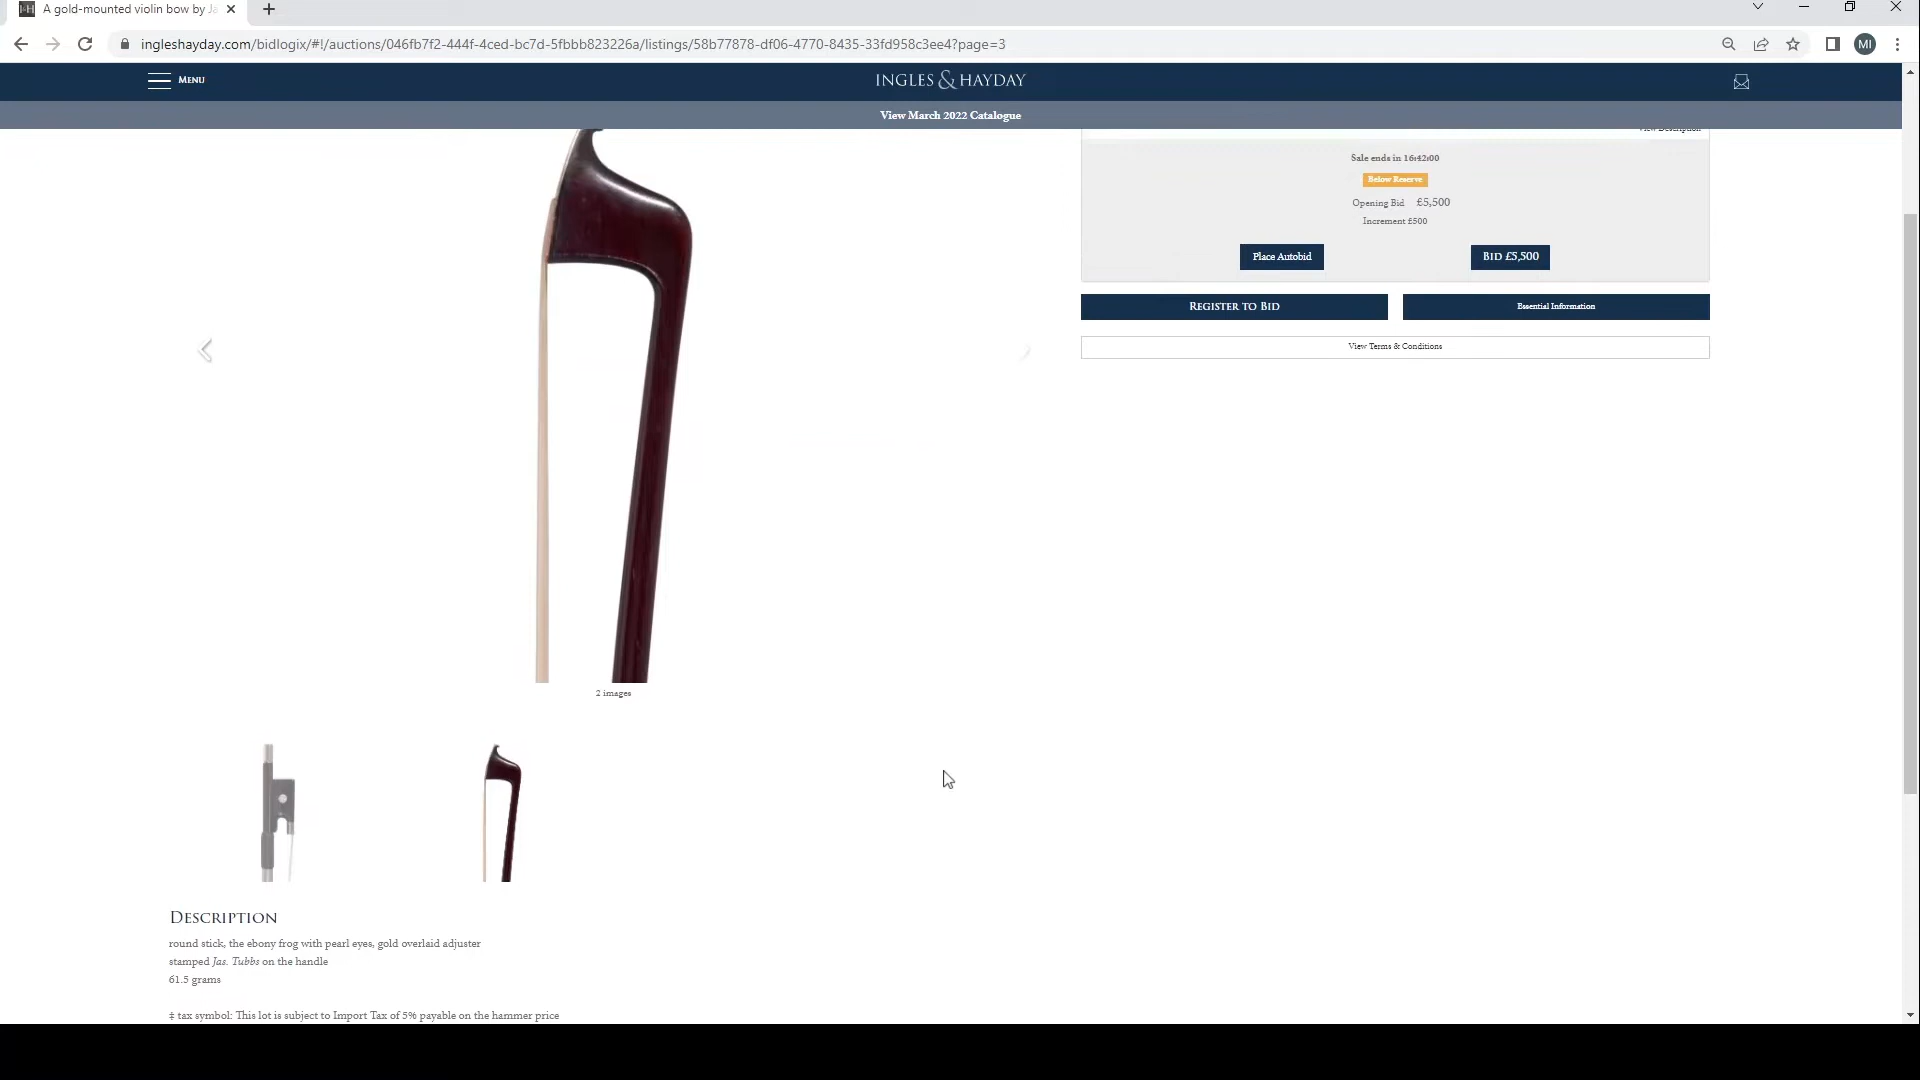 A gold-mounted violin bow by Ja
ingleshayday.com/bidlogix/#!/auctions/046fb7f2-444f-4ced-bc7d-5fbbb823226a/listings/58b77878-df06-4770-8435-33fd958c3ee4?page=3
MI
MENU
INGLES & HAYDAY
View March 2022 Catalogue
View Description
Sale ends in 16:42:00
Below Reserve
Opening Bid £5,500
Increment £500
Place Autobid
BID £5,500
REGISTER TO BID
Essential Information
View Terms & Conditions
2 images
DESCRIPTION
round stick, the ebony frog with pearl eyes, gold overlaid adjuster
stamped Jas. Tubbs on the handle
61.5 grams
‡ tax symbol: This lot is subject to Import Tax of 5% payable on the hammer price